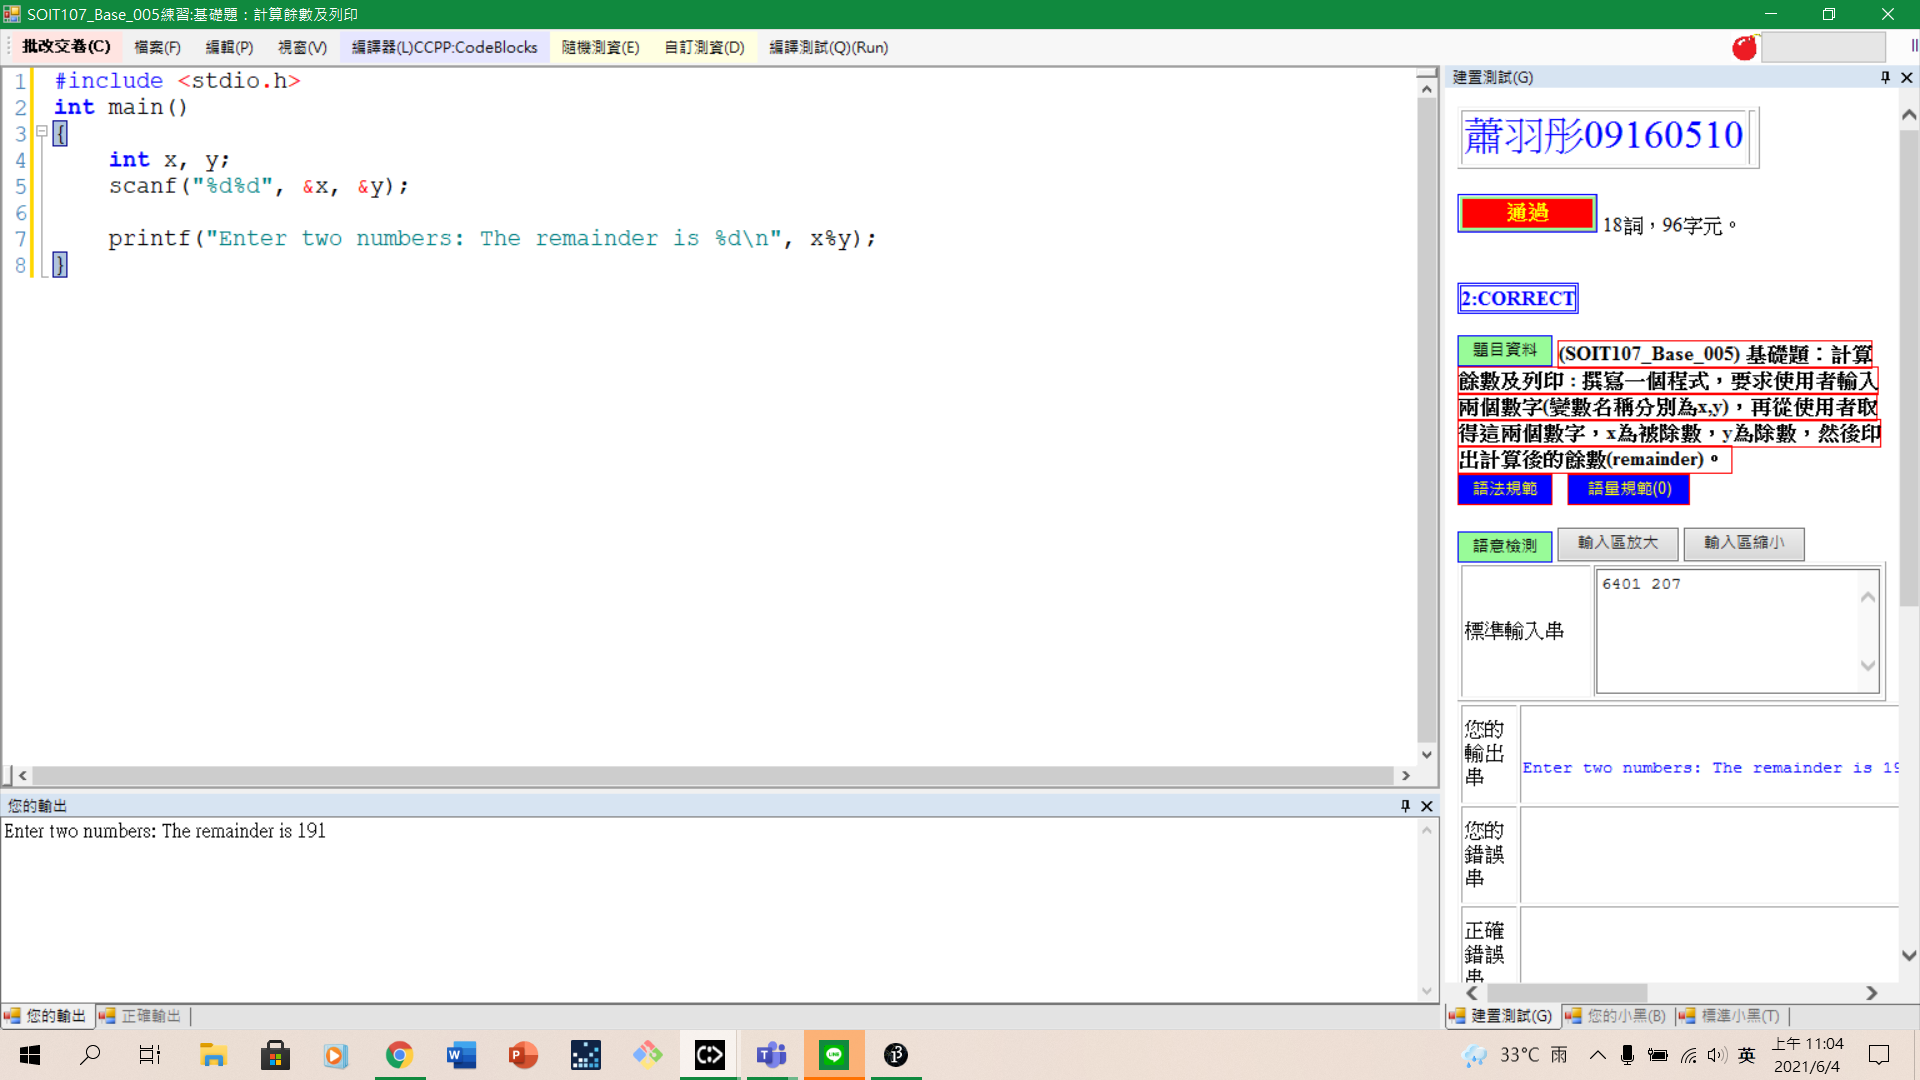 SOIT107_Base_005練習:基礎題：計算餘數及列印
批改交卷(C) 檔案(F) 編輯(P) 視窗(V) 編譯器(L)CCPP:CodeBlocks 隨機測資(E) 自訂測資(D) 編譯測試(Q)(Run)
1 #include <stdio.h>
2 int main()
3 {
4 int x, y;
5 scanf("%d%d", &x, &y);
6
7 printf("Enter two numbers: The remainder is %d\n", x%y);
8 }
您的輸出
Enter two numbers: The remainder is 191
您的輸出 正確輸出
建置測試(G)
蕭羽彤09160510
通過 18詞，96字元。
2:CORRECT
題目資料 (SOIT107_Base_005) 基礎題：計算
餘數及列印 : 撰寫一個程式，要求使用者輸入
兩個數字(變數名稱分別為x,y)，再從使用者取
得這兩個數字，x為被除數，y為除數，然後印
出計算後的餘數(remainder)。
語法規範 語量規範(0)
語意檢測 輸入區放大 輸入區縮小
標準輸入串 6401 207
您的
輸出
串
Enter two numbers: The remainder is 19
您的
錯誤
串
正確
錯誤
串
建置測試(G) 您的小黑(B) 標準小黑(T)
33°C 雨 英 上午 11:04
2021/6/4